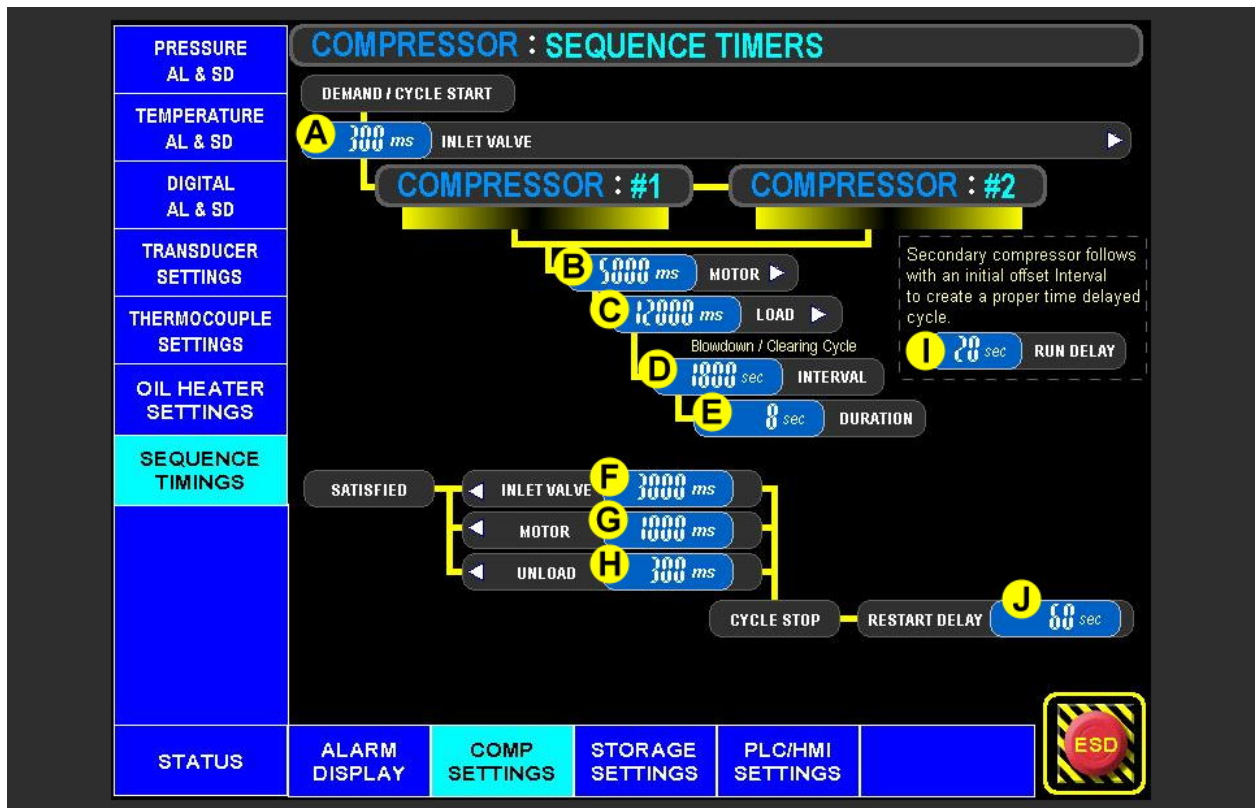 PRESSURE
AL & SD
TEMPERATURE
AL & SD
DIGITAL
AL & SD
TRANSDUCER
SETTINGS
THERMOCOUPLE
SETTINGS
OIL HEATER
SETTINGS
SEQUENCE
TIMINGS
COMPRESSOR : SEQUENCE TIMERS
DEMAND / CYCLE START
A 300 ms INLET VALVE
COMPRESSOR : #1 COMPRESSOR : #2
B 5000 ms MOTOR
C 12000 ms LOAD
Blowdown / Clearing Cycle
D 1800 sec INTERVAL
E 8 sec DURATION
Secondary compressor follows
with an initial offset Interval
to create a proper time delayed
cycle.
I 20 sec RUN DELAY
SATISFIED
INLET VALVE F 3000 ms
MOTOR G 1000 ms
UNLOAD H 300 ms
CYCLE STOP RESTART DELAY J 60 sec
STATUS
ALARM
DISPLAY
COMP
SETTINGS
STORAGE
SETTINGS
PLC/HMI
SETTINGS
ESD